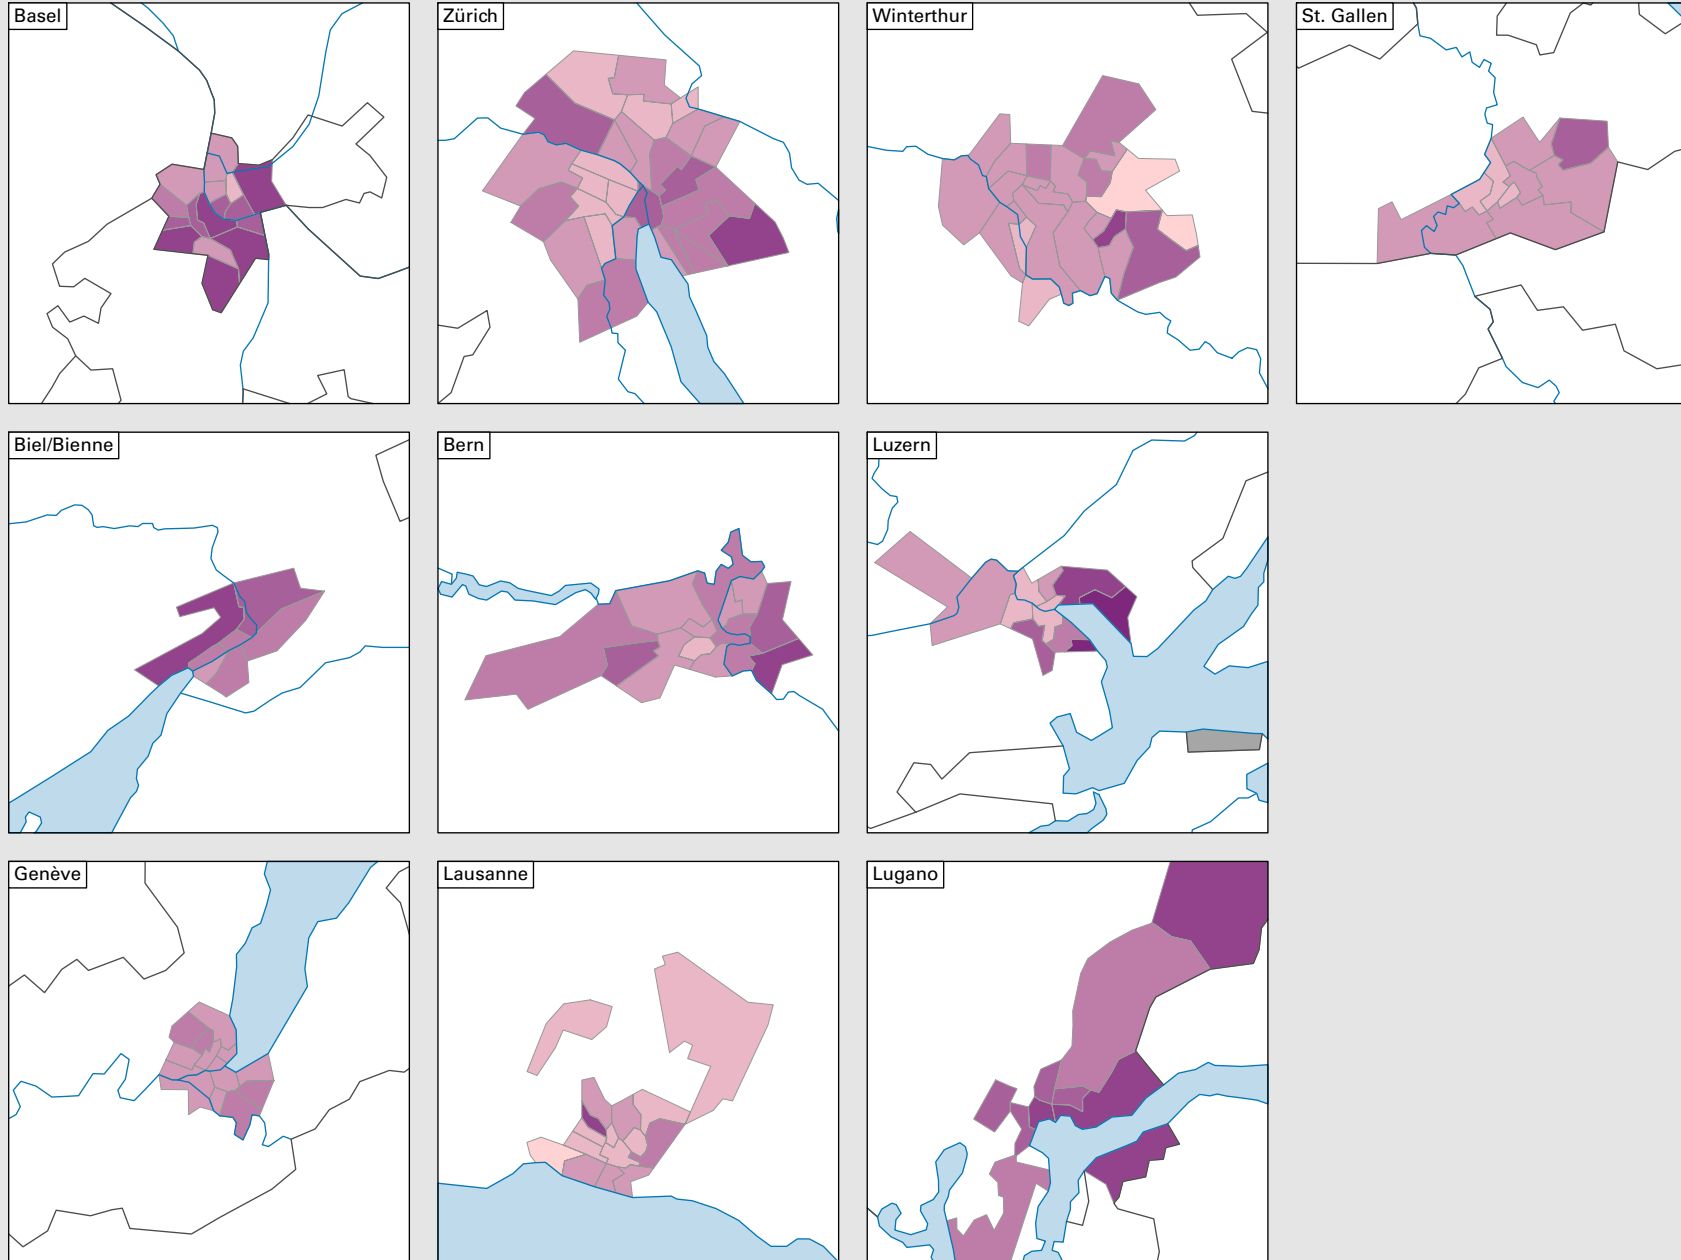 Basel
Zürich
Winterthur
St. Gallen
Biel/Bienne
Bern
Luzern
Genève
Lausanne
Lugano